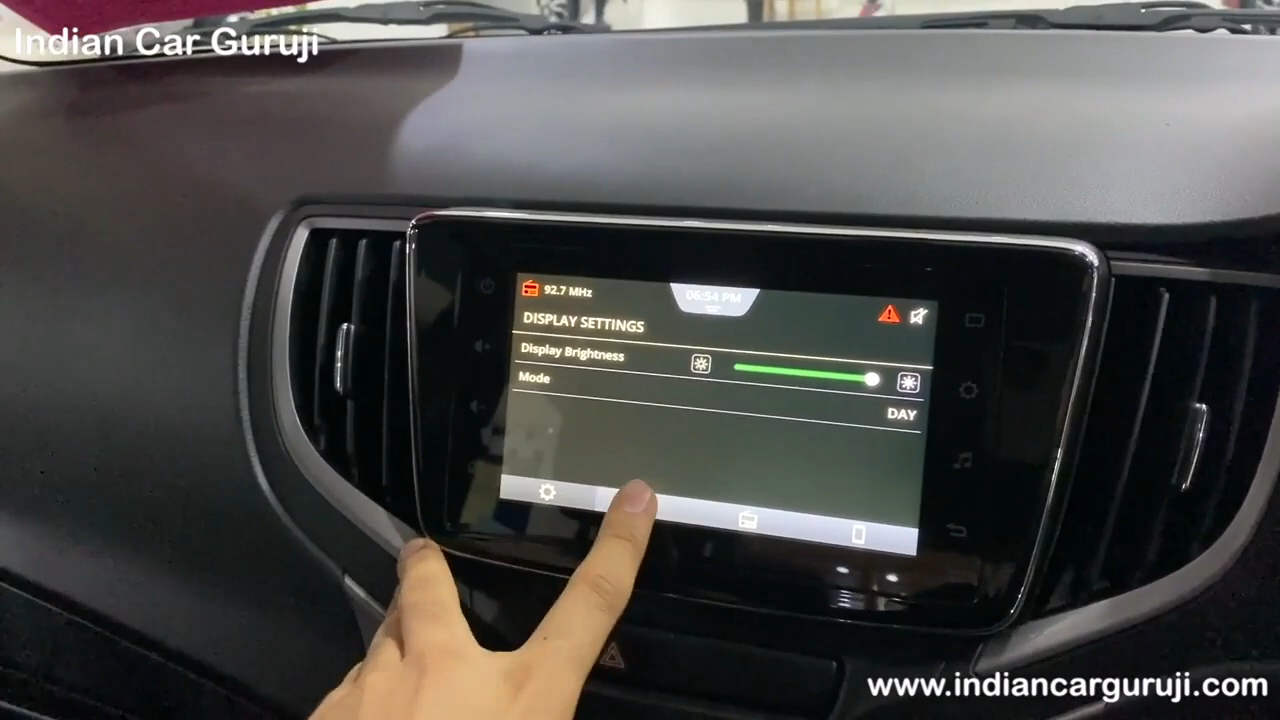 Indian Car Guruji
92.7 MHz
06:54 PM
DISPLAY SETTINGS
Display Brightness
Mode
DAY
www.indiancarguruji.com